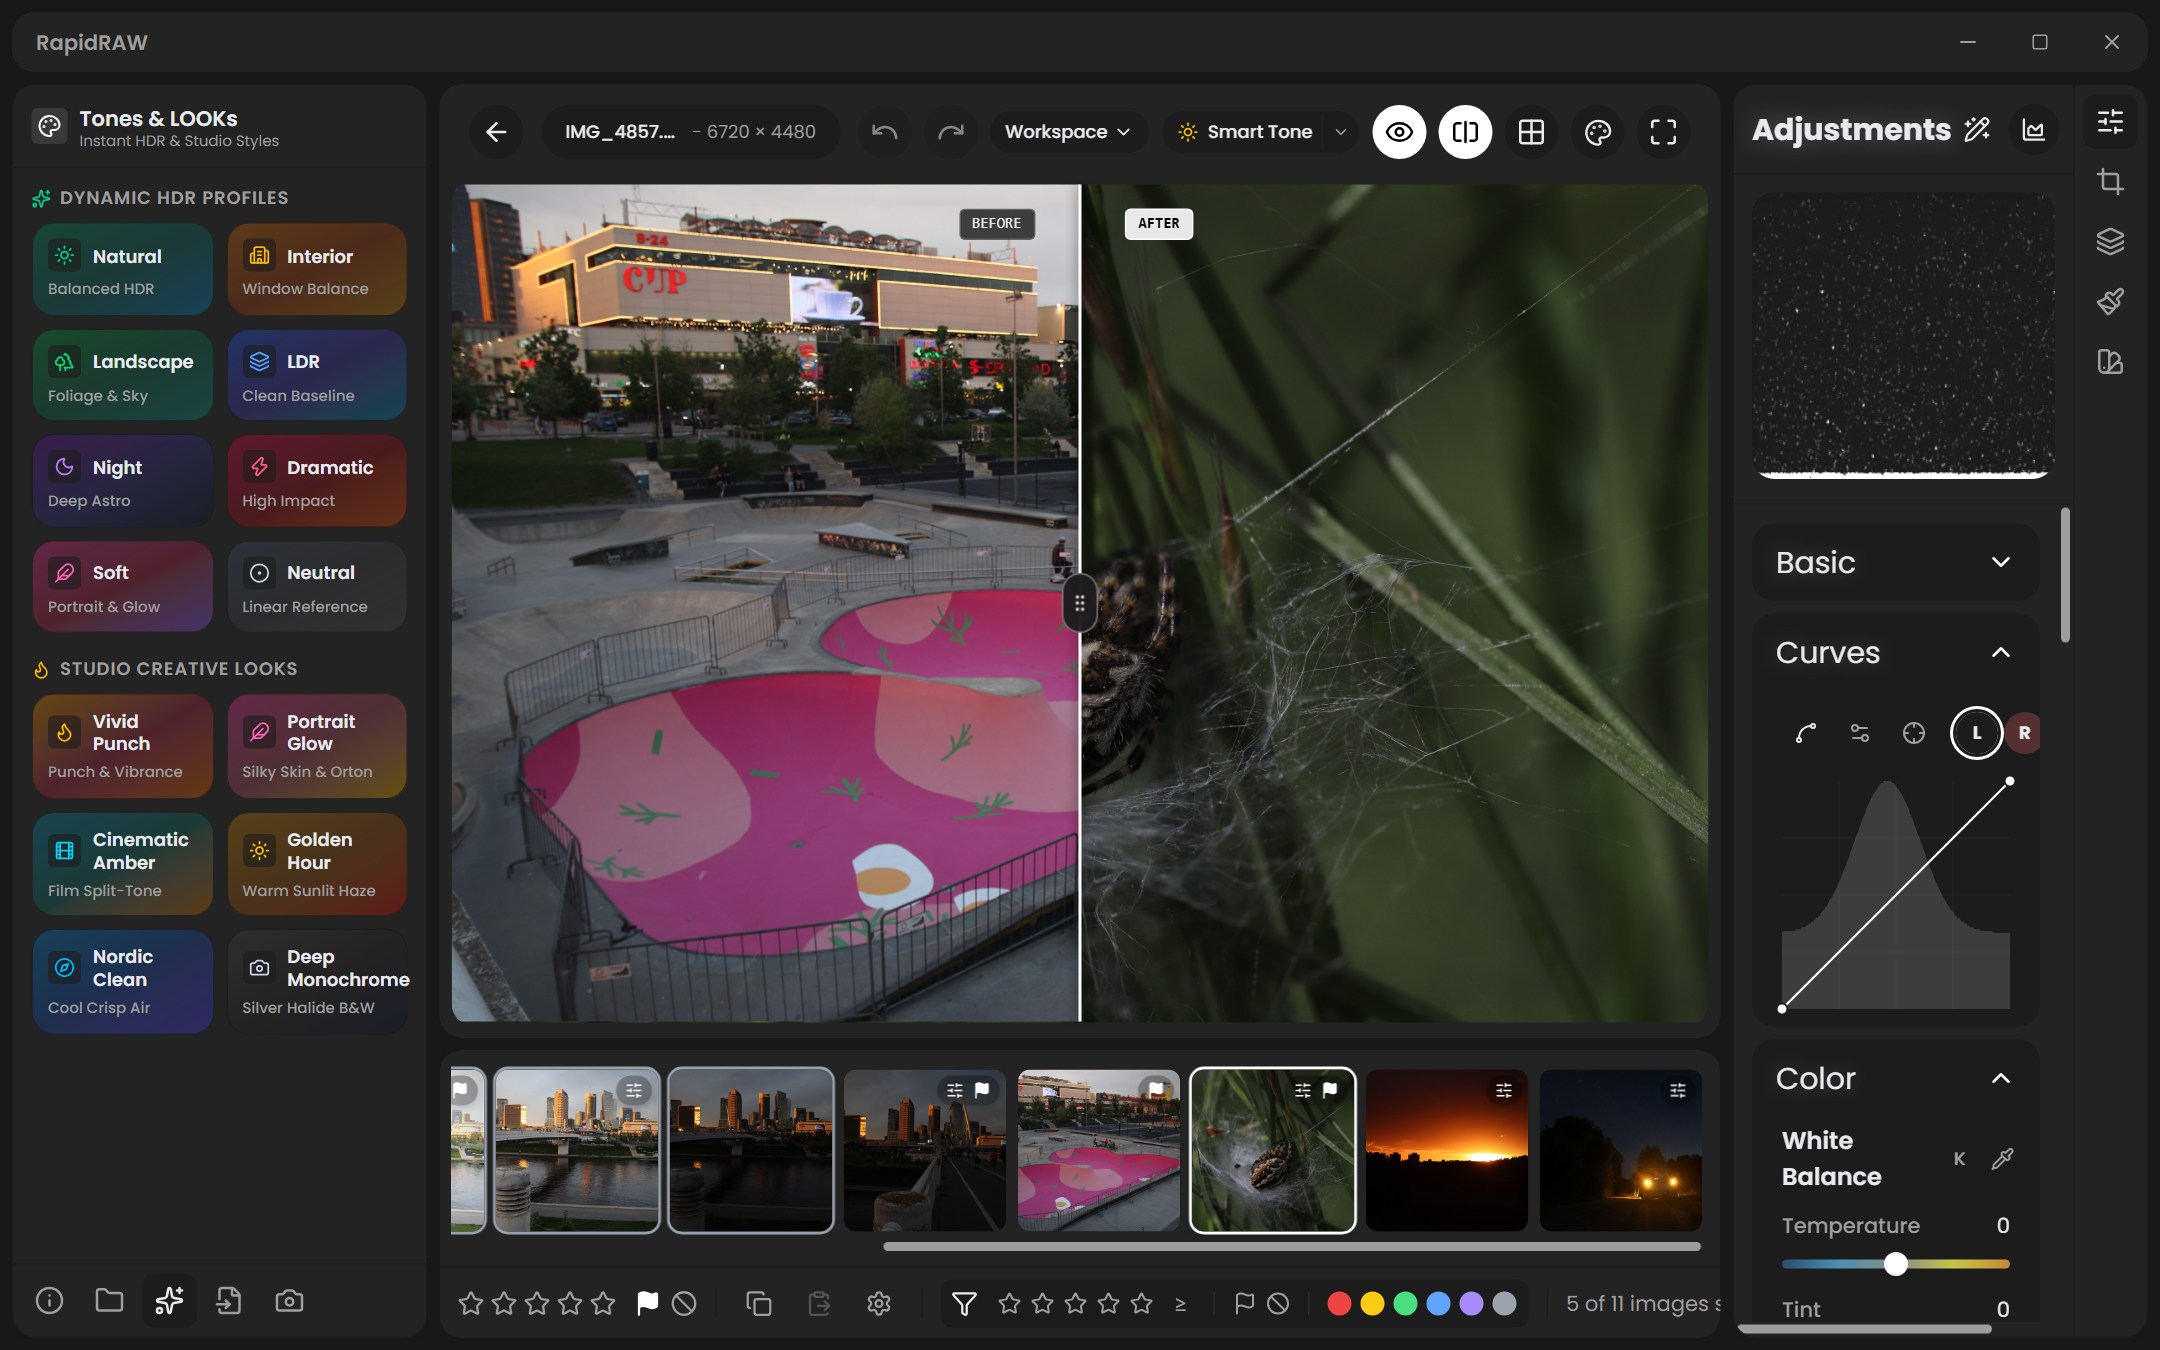 RapidRAW
Tones & LOOKs
Instant HDR & Studio Styles
DYNAMIC HDR PROFILES
Natural
Balanced HDR
Interior
Window Balance
Landscape
Foliage & Sky
LDR
Clean Baseline
Night
Deep Astro
Dramatic
High Impact
Soft
Portrait & Glow
Neutral
Linear Reference
STUDIO CREATIVE LOOKS
Vivid
Punch
Punch & Vibrance
Portrait
Glow
Silky Skin & Orton
Cinematic
Amber
Film Split-Tone
Golden
Hour
Warm Sunlit Haze
Nordic
Clean
Cool Crisp Air
Deep
Monochrome
Silver Halide B&W
IMG_4857.... - 6720 × 4480
Workspace
Smart Tone
BEFORE
AFTER
8-24
CUP
5 of 11 images s
Adjustments
Basic
Curves
L
R
Color
White
Balance
K
Temperature 0
Tint 0